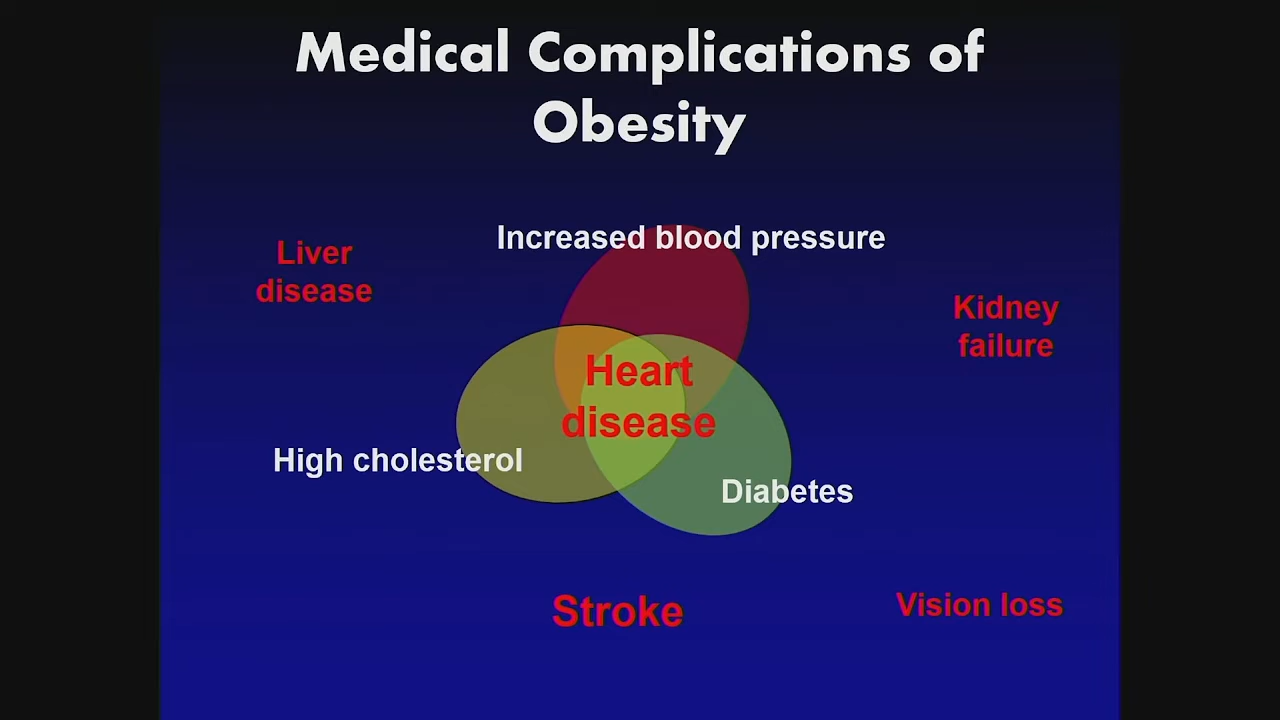 Medical Complications of
Obesity
Increased blood pressure
Liver
disease
Kidney
failure
Heart
disease
High cholesterol
Diabetes
Stroke
Vision loss